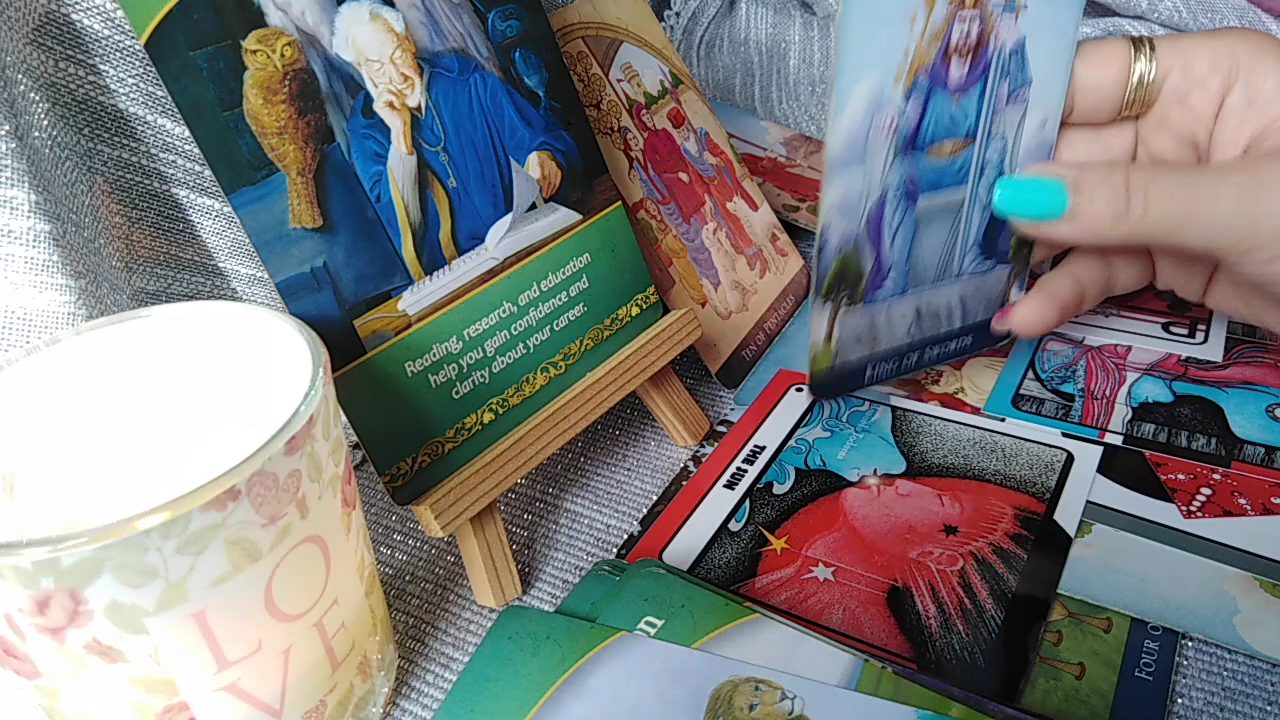 Reading, research, and education
help you gain confidence and
clarity about your career.
TEN OF PENTACLES
KING OF SWORDS
THE SUN
on
FOUR O
LO
VE